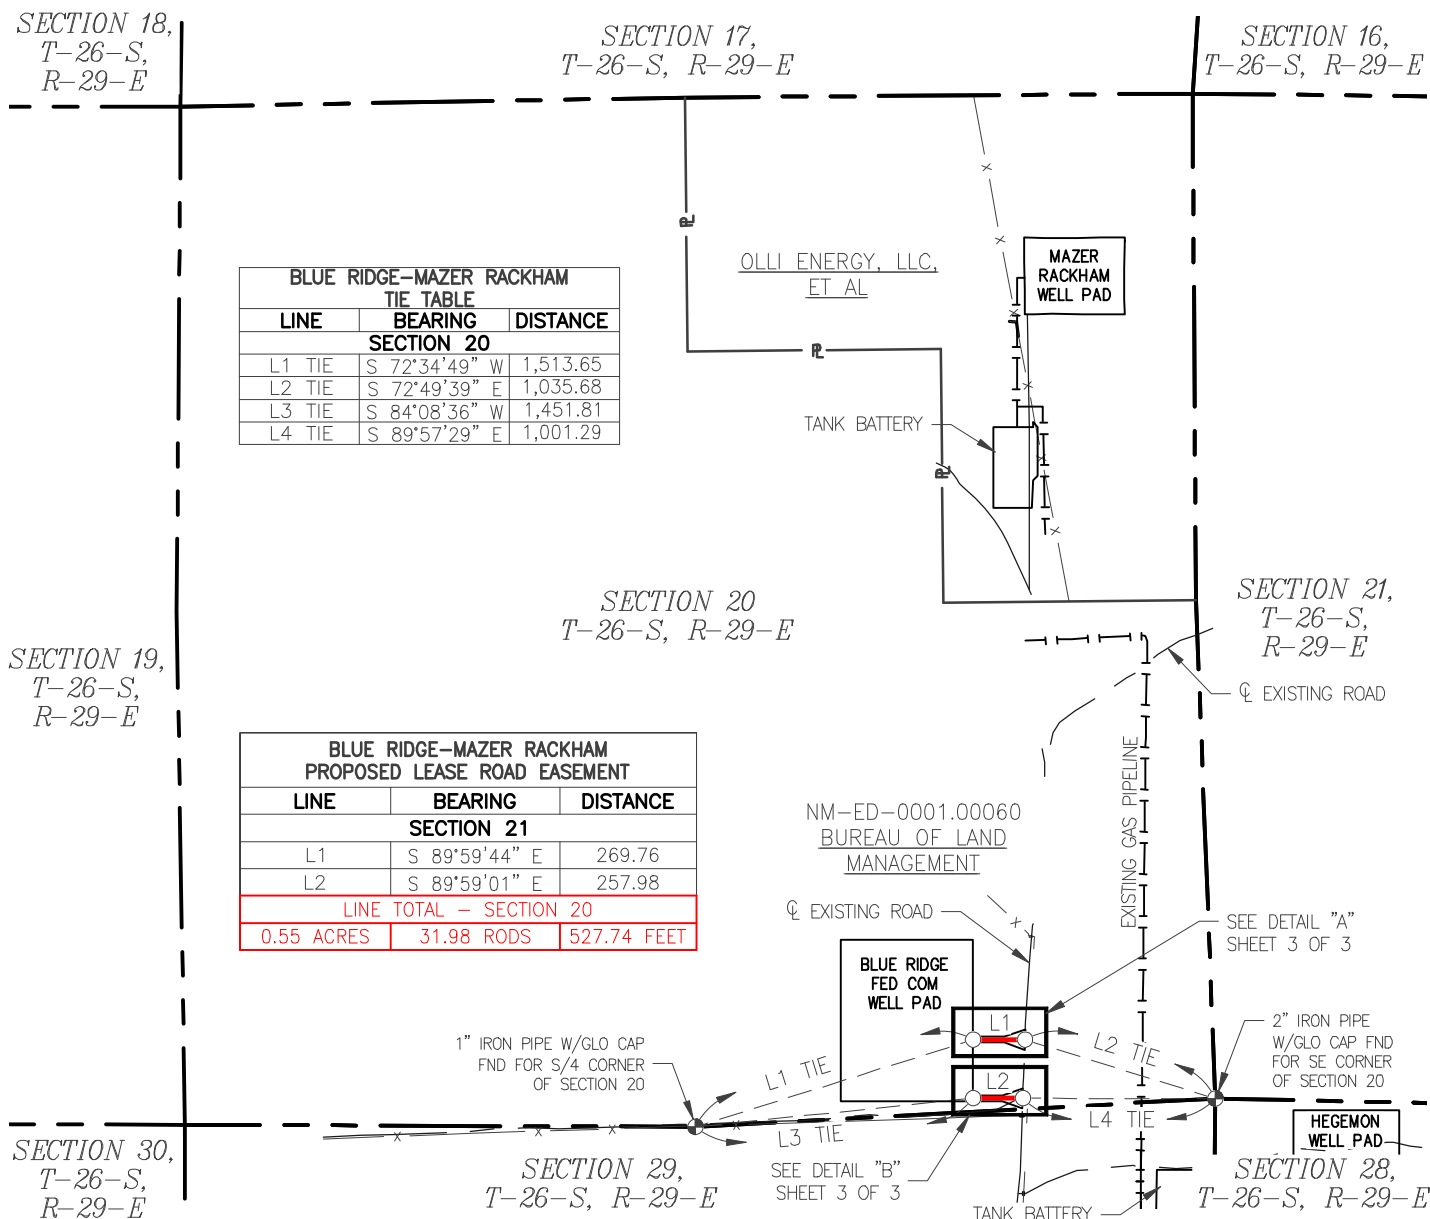 SECTION 18,
T-26-S,
R-29-E
SECTION 17,
T-26-S, R-29-E
SECTION 16,
T-26-S, R-29-E
PL
OLLI ENERGY, LLC,
ET AL
MAZER
RACKHAM
WELL PAD
BLUE RIDGE-MAZER RACKHAM
TIE TABLE
LINE BEARING DISTANCE
SECTION 20
L1 TIE S 72°34'49" W 1,513.65
L2 TIE S 72°49'39" E 1,035.68
L3 TIE S 84°08'36" W 1,451.81
L4 TIE S 89°57'29" E 1,001.29
PL
TANK BATTERY
PL
SECTION 20
T-26-S, R-29-E
SECTION 21,
T-26-S,
R-29-E
SECTION 19,
T-26-S,
R-29-E
℄ EXISTING ROAD
BLUE RIDGE-MAZER RACKHAM
PROPOSED LEASE ROAD EASEMENT
LINE BEARING DISTANCE
SECTION 21
L1 S 89°59'44" E 269.76
L2 S 89°59'01" E 257.98
LINE TOTAL - SECTION 20
0.55 ACRES 31.98 RODS 527.74 FEET
NM-ED-0001.00060
BUREAU OF LAND
MANAGEMENT
EXISTING GAS PIPELINE
℄ EXISTING ROAD
SEE DETAIL "A"
SHEET 3 OF 3
BLUE RIDGE
FED COM
WELL PAD
1" IRON PIPE W/GLO CAP
FND FOR S/4 CORNER
OF SECTION 20
L1 TIE
L1
L2 TIE
2" IRON PIPE
W/GLO CAP FND
FOR SE CORNER
OF SECTION 20
L2
L3 TIE
L4 TIE
HEGEMON
WELL PAD
SECTION 30,
T-26-S,
R-29-E
SECTION 29,
T-26-S, R-29-E
SEE DETAIL "B"
SHEET 3 OF 3
SECTION 28,
T-26-S, R-29-E
TANK BATTERY